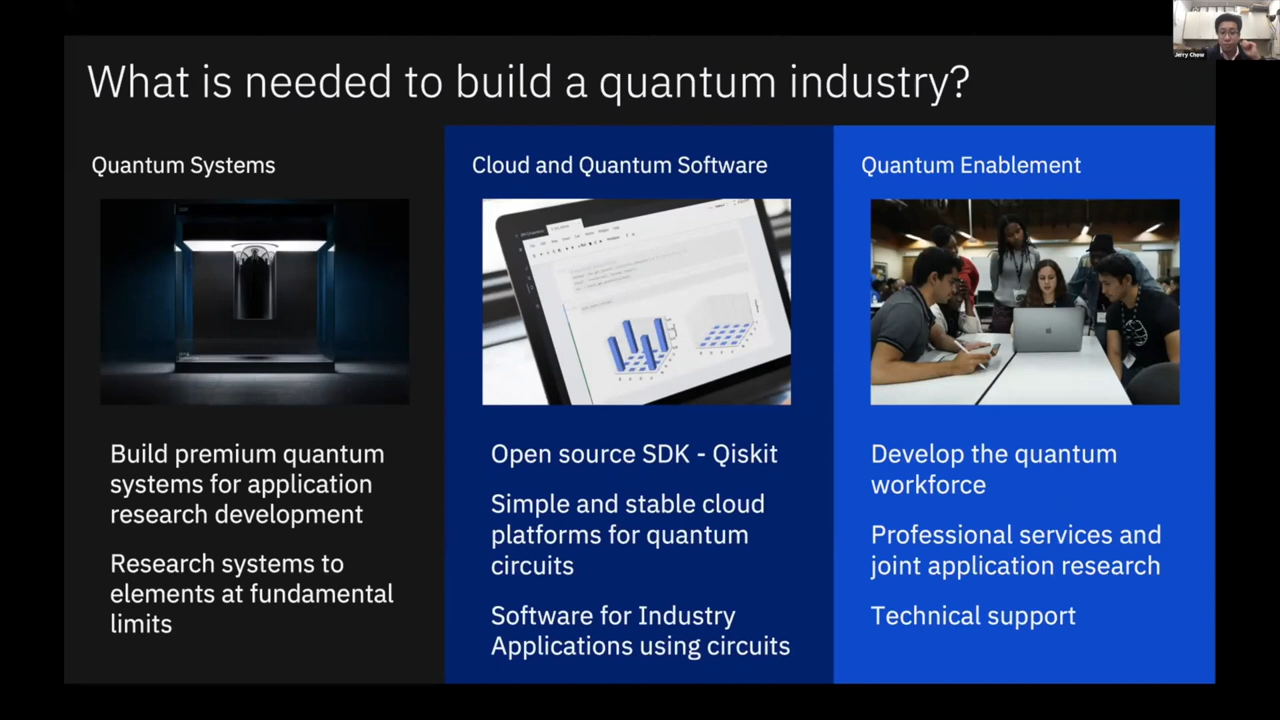 What is needed to build a quantum industry?
Quantum Systems
Build premium quantum
systems for application
research development
Research systems to
elements at fundamental
limits
Cloud and Quantum Software
Open source SDK - Qiskit
Simple and stable cloud
platforms for quantum
circuits
Software for Industry
Applications using circuits
Quantum Enablement
Develop the quantum
workforce
Professional services and
joint application research
Technical support
Jerry Chow